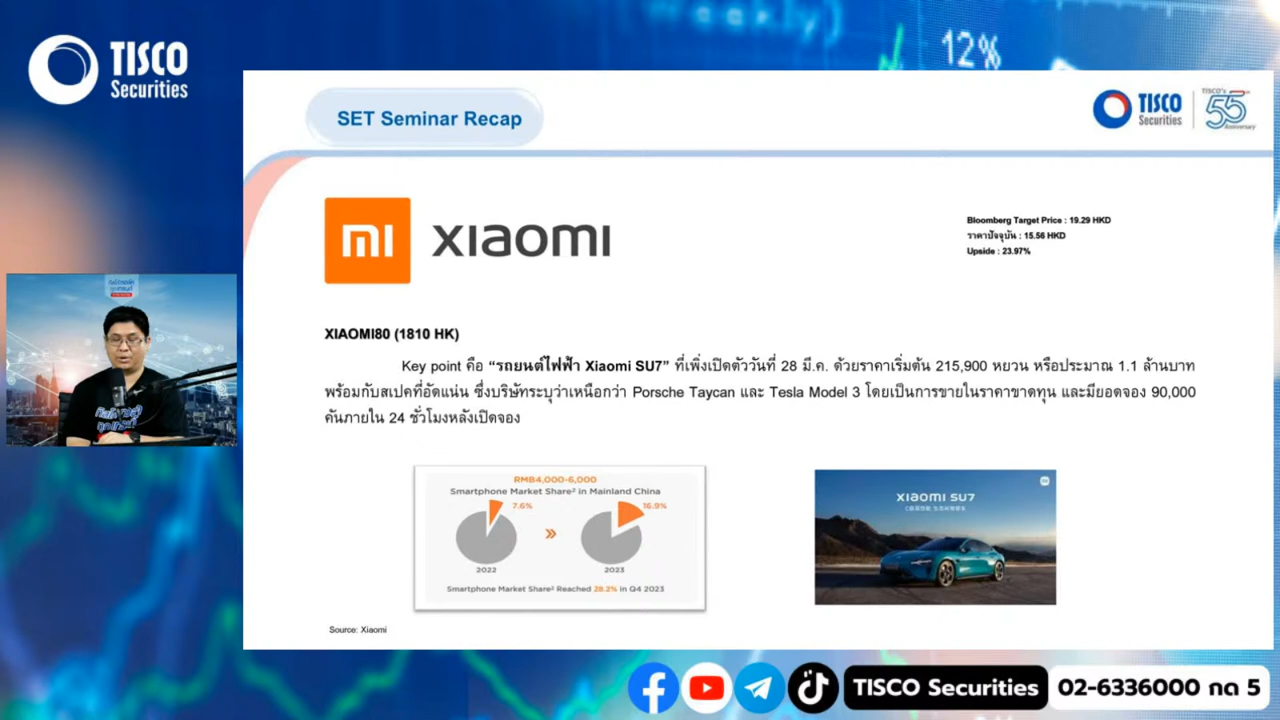 TISCO
Securities
Weekly
12%
SET Seminar Recap
TISCO
Securities
TISCO's
55
Anniversary
mi
xiaomi
Bloomberg Target Price : 19.29 HKD
ราคาปัจจุบัน : 15.56 HKD
Upside : 23.97%
XIAOMI80 (1810 HK)
Key point คือ “รถยนต์ไฟฟ้า Xiaomi SU7” ที่เพิ่งเปิดตัววันที่ 28 มี.ค. ด้วยราคาเริ่มต้น 215,900 หยวน หรือประมาณ 1.1 ล้านบาท
พร้อมกับสเปคที่อัดแน่น ซึ่งบริษัทระบุว่าเหนือกว่า Porsche Taycan และ Tesla Model 3 โดยเป็นการขายในราคาขาดทุน และมียอดจอง 90,000
คันภายใน 24 ชั่วโมงหลังเปิดจอง
RMB4,000-6,000
Smartphone Market Share² in Mainland China
7.6%
16.9%
»
2022
2023
Smartphone Market Share² Reached 28.2% in Q4 2023
xiaomi SU7
Source: Xiaomi
TISCO Securities
02-6336000 กด 5